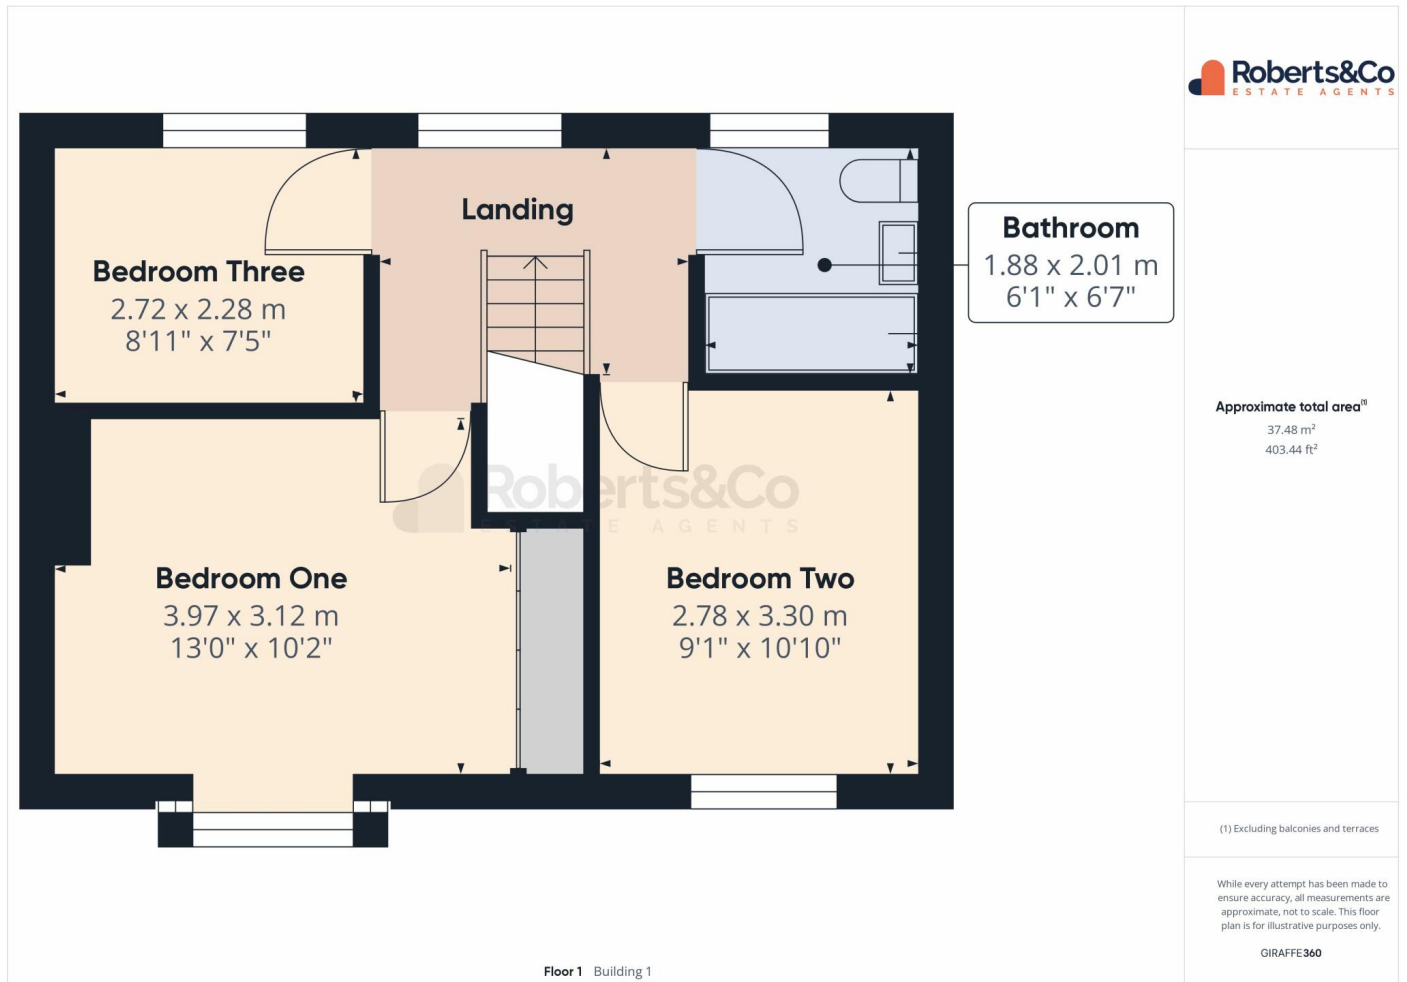 Roberts&Co
ESTATE AGENTS
Landing
Bedroom Three
2.72 x 2.28 m
8'11" x 7'5"
Bathroom
1.88 x 2.01 m
6'1" x 6'7"
Roberts&Co
ESTATE AGENTS
Bedroom One
3.97 x 3.12 m
13'0" x 10'2"
Bedroom Two
2.78 x 3.30 m
9'1" x 10'10"
Approximate total area⁽¹⁾
37.48 m²
403.44 ft²
(1) Excluding balconies and terraces
While every attempt has been made to
ensure accuracy, all measurements are
approximate, not to scale. This floor
plan is for illustrative purposes only.
GIRAFFE360
Floor 1 Building 1